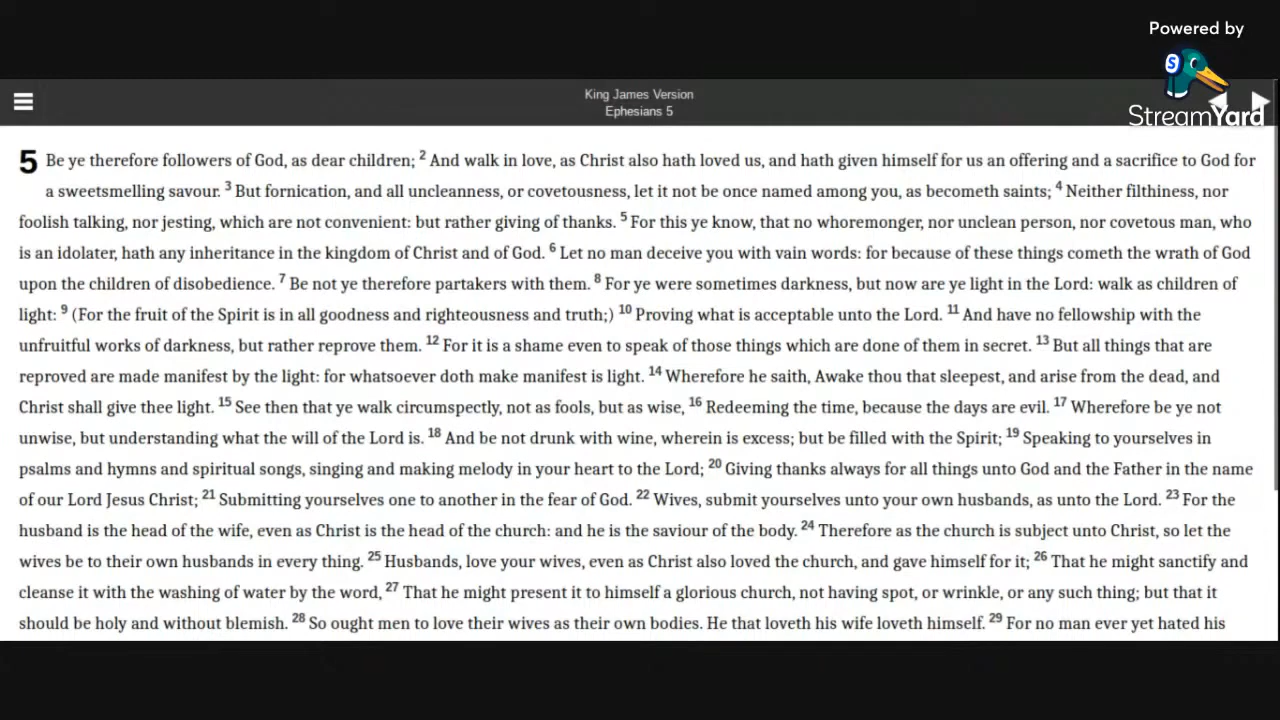 Powered by
StreamYard
King James Version
Ephesians 5
5 Be ye therefore followers of God, as dear children; 2 And walk in love, as Christ also hath loved us, and hath given himself for us an offering and a sacrifice to God for
a sweetsmelling savour. 3 But fornication, and all uncleanness, or covetousness, let it not be once named among you, as becometh saints; 4 Neither filthiness, nor
foolish talking, nor jesting, which are not convenient: but rather giving of thanks. 5 For this ye know, that no whoremonger, nor unclean person, nor covetous man, who
is an idolater, hath any inheritance in the kingdom of Christ and of God. 6 Let no man deceive you with vain words: for because of these things cometh the wrath of God
upon the children of disobedience. 7 Be not ye therefore partakers with them. 8 For ye were sometimes darkness, but now are ye light in the Lord: walk as children of
light: 9 (For the fruit of the Spirit is in all goodness and righteousness and truth;) 10 Proving what is acceptable unto the Lord. 11 And have no fellowship with the
unfruitful works of darkness, but rather reprove them. 12 For it is a shame even to speak of those things which are done of them in secret. 13 But all things that are
reproved are made manifest by the light: for whatsoever doth make manifest is light. 14 Wherefore he saith, Awake thou that sleepest, and arise from the dead, and
Christ shall give thee light. 15 See then that ye walk circumspectly, not as fools, but as wise, 16 Redeeming the time, because the days are evil. 17 Wherefore be ye not
unwise, but understanding what the will of the Lord is. 18 And be not drunk with wine, wherein is excess; but be filled with the Spirit; 19 Speaking to yourselves in
psalms and hymns and spiritual songs, singing and making melody in your heart to the Lord; 20 Giving thanks always for all things unto God and the Father in the name
of our Lord Jesus Christ; 21 Submitting yourselves one to another in the fear of God. 22 Wives, submit yourselves unto your own husbands, as unto the Lord. 23 For the
husband is the head of the wife, even as Christ is the head of the church: and he is the saviour of the body. 24 Therefore as the church is subject unto Christ, so let the
wives be to their own husbands in every thing. 25 Husbands, love your wives, even as Christ also loved the church, and gave himself for it; 26 That he might sanctify and
cleanse it with the washing of water by the word, 27 That he might present it to himself a glorious church, not having spot, or wrinkle, or any such thing; but that it
should be holy and without blemish. 28 So ought men to love their wives as their own bodies. He that loveth his wife loveth himself. 29 For no man ever yet hated his